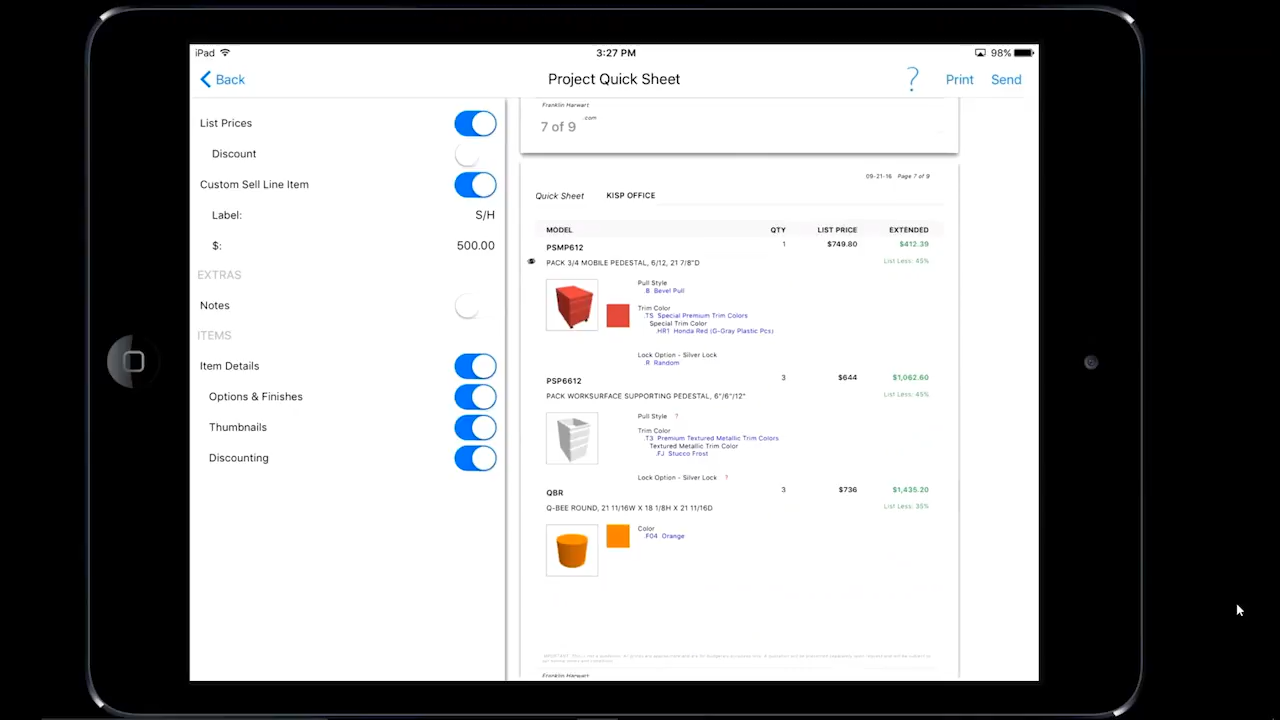 iPad
3:27 PM
98%
Back
Project Quick Sheet
?
Print
Send
List Prices
Discount
Custom Sell Line Item
Label:
S/H
$:
500.00
EXTRAS
Notes
ITEMS
Item Details
Options & Finishes
Thumbnails
Discounting
Franklin Harwart
.com
7 of 9
09-21-16 Page 7 of 9
Quick Sheet KISP OFFICE
MODEL QTY LIST PRICE EXTENDED
PSMP612 1 $749.80 $412.39
PACK 3/4 MOBILE PEDESTAL, 6/12, 21 7/8"D List Less: 45%
Pull Style
.B Bevel Pull
Trim Color
.TS Special Premium Trim Colors
Special Trim Color
.HR1 Honda Red (G-Gray Plastic Pcs)
Lock Option - Silver Lock
.R Random
PSP6612 3 $644 $1,062.60
PACK WORKSURFACE SUPPORTING PEDESTAL, 6"/6"/12" List Less: 45%
Pull Style ?
Trim Color
.T3 Premium Textured Metallic Trim Colors
Textured Metallic Trim Color
.FJ Stucco Frost
Lock Option - Silver Lock ?
QBR 3 $736 $1,435.20
Q-BEE ROUND, 21 11/16W X 18 1/8H X 21 11/16D List Less: 35%
Color
.F04 Orange
Franklin Harwart